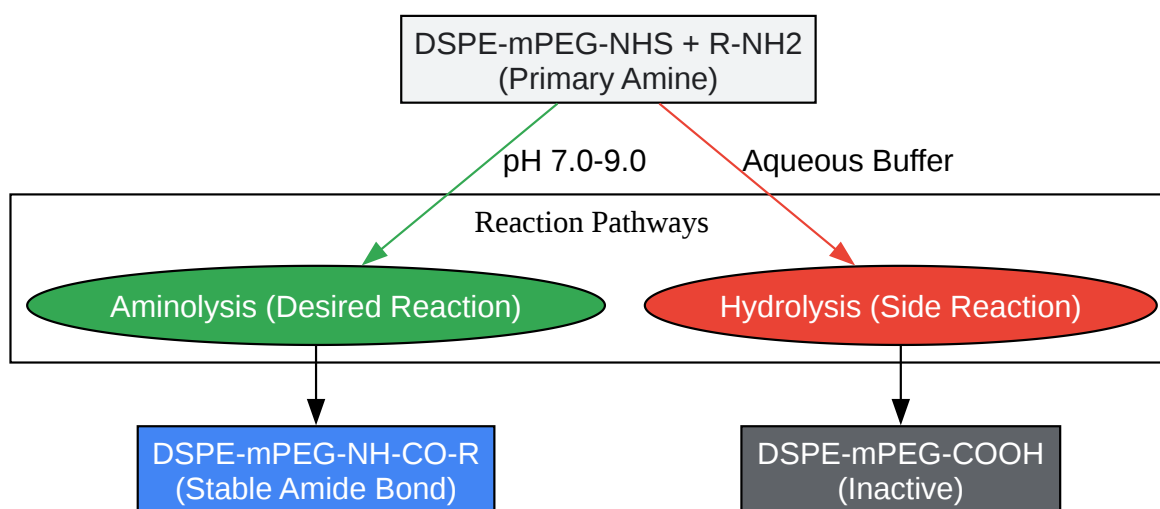 DSPE-mPEG-NHS + R-NH2
(Primary Amine)
pH 7.0-9.0
Aqueous Buffer
Reaction Pathways
Aminolysis (Desired Reaction)
Hydrolysis (Side Reaction)
DSPE-mPEG-NH-CO-R
(Stable Amide Bond)
DSPE-mPEG-COOH
(Inactive)